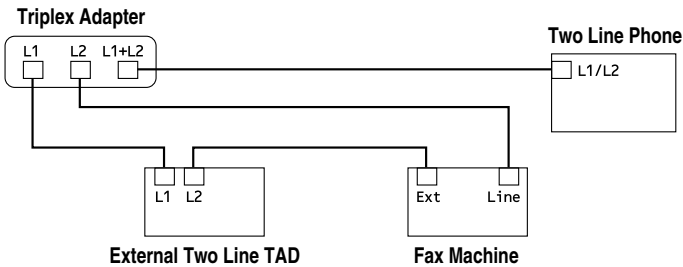 Triplex Adapter
L1 L2 L1+L2
Two Line Phone
L1/L2
L1 L2
Ext Line
External Two Line TAD
Fax Machine